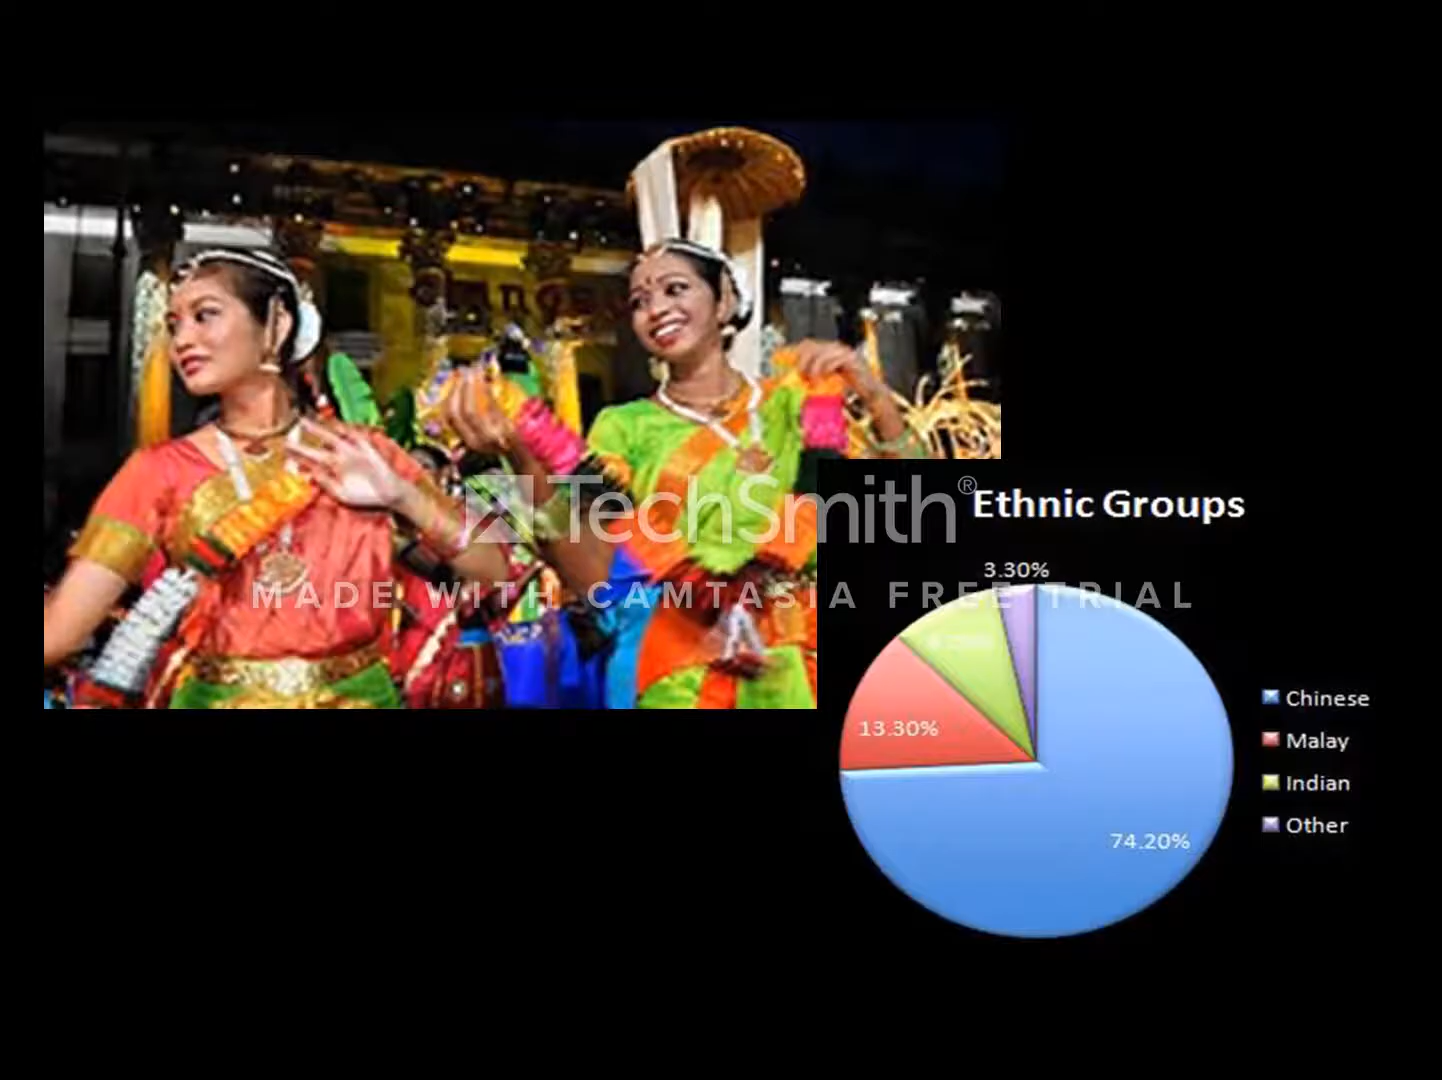 TechSmith®
MADE WITH CAMTASIA FREE TRIAL
Ethnic Groups
3.30%
13.30%
74.20%
Chinese
Malay
Indian
Other